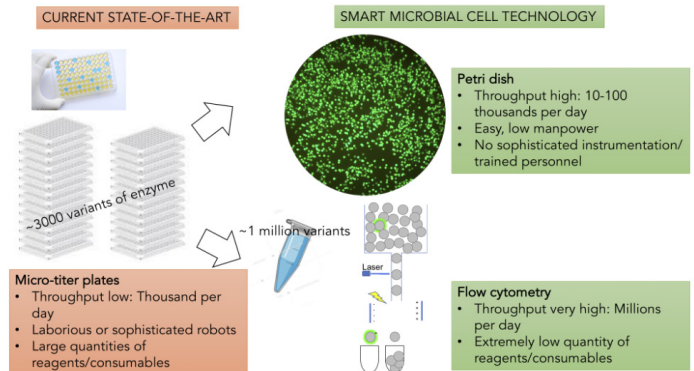 CURRENT STATE-OF-THE-ART
SMART MICROBIAL CELL TECHNOLOGY
Petri dish
• Throughput high: 10-100
thousands per day
• Easy, low manpower
• No sophisticated instrumentation/
trained personnel
~3000 variants of enzyme
~1 million variants
Laser
Micro-titer plates
• Throughput low: Thousand per
day
• Laborious or sophisticated robots
• Large quantities of
reagents/consumables
Flow cytometry
• Throughput very high: Millions
per day
• Extremely low quantity of
reagents/consumables